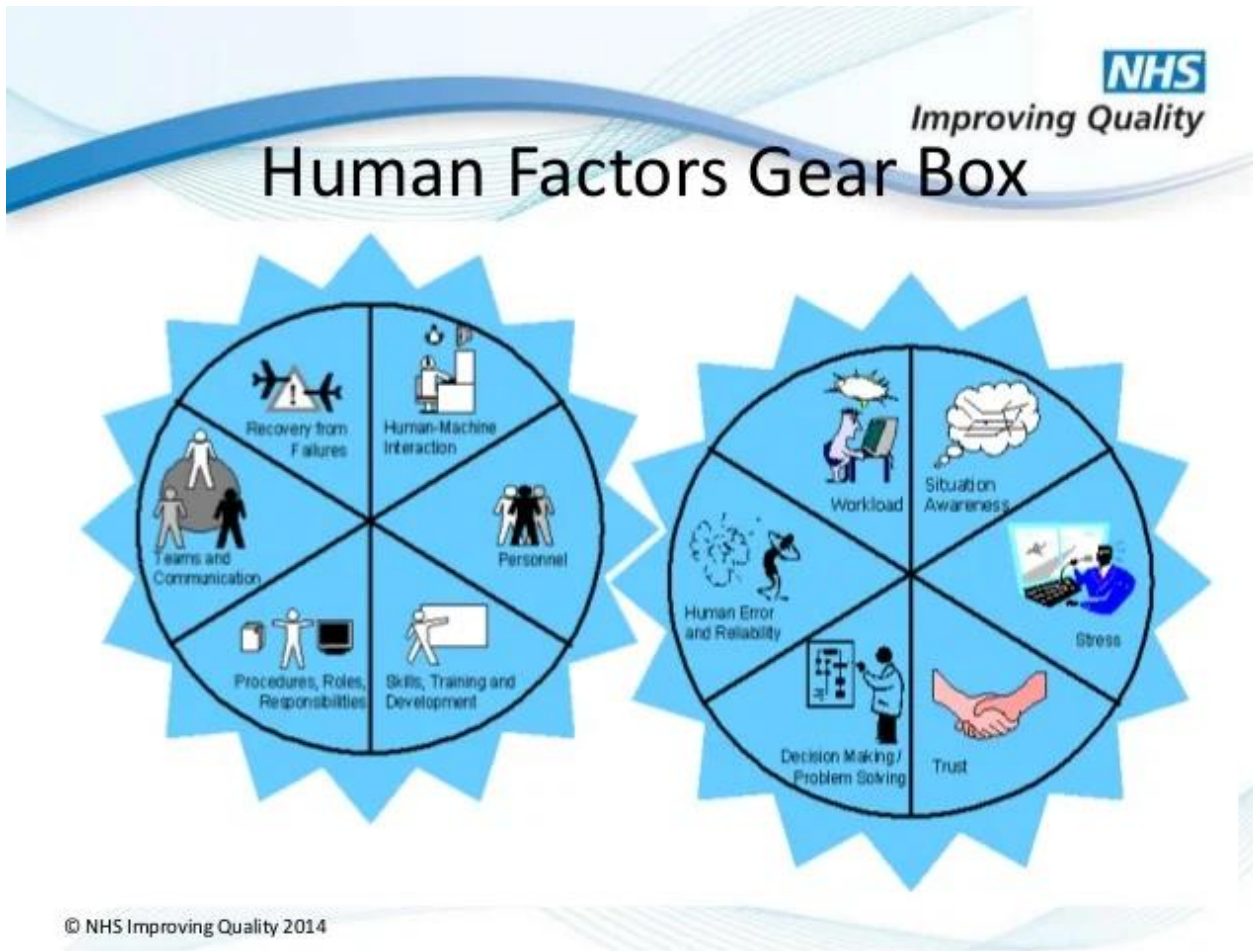 NHS
Improving Quality
Human Factors Gear Box
Recovery from
Failures
Human-Machine
Interaction
Teams and
Communication
Personnel
Procedures, Roles,
Responsibilities
Skills, Training and
Development
Workload
Situation
Awareness
Human Error
and Reliability
Stress
Decision Making/
Problem Solving
Trust
© NHS Improving Quality 2014